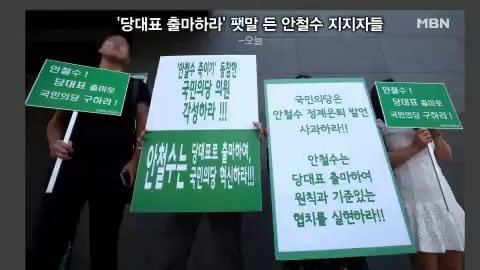 '당대표 출마하라' 팻말 든 안철수 지지자들
-오늘
MBN
안철수!
당대표 출마로
국민의당 구하라!
'안철수 죽이기' 동참한
국민의당 의원
각성하라 !!!
안철수는 당대표로 출마하여,
국민의당 혁신하라!!!
국민의당은
안철수 정계은퇴 발언
사과하라!!
안철수는
당대표 출마하여
원칙과 기준있는
협치를 실현하라!!
안철수!
당대표 출마로
국민의당 구하라!